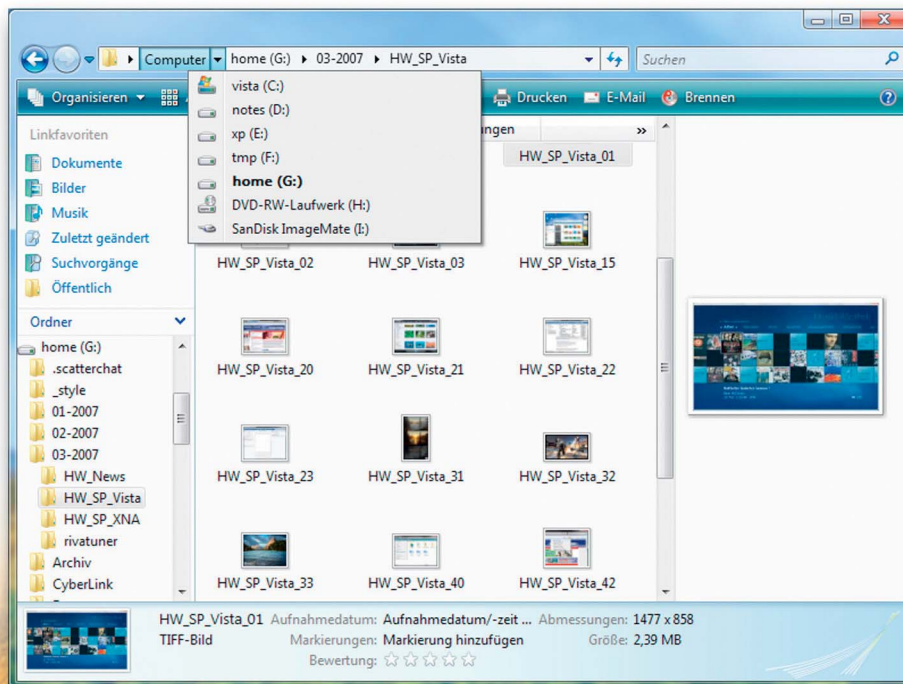 Computer home (G:) 03-2007 HW_SP_Vista Suchen
Organisieren Drucken E-Mail Brennen
vista (C:)
notes (D:)
xp (E:)
tmp (F:)
home (G:)
DVD-RW-Laufwerk (H:)
SanDisk ImageMate (I:)
Linkfavoriten
Dokumente
Bilder
Musik
Zuletzt geändert
Suchvorgänge
Öffentlich
Ordner
home (G:)
.scatterchat
_style
01-2007
02-2007
03-2007
HW_News
HW_SP_Vista
HW_SP_XNA
rivatuner
Archiv
CyberLink
»
HW_SP_Vista_01
HW_SP_Vista_02 HW_SP_Vista_03 HW_SP_Vista_15
HW_SP_Vista_20 HW_SP_Vista_21 HW_SP_Vista_22
HW_SP_Vista_23 HW_SP_Vista_31 HW_SP_Vista_32
HW_SP_Vista_33 HW_SP_Vista_40 HW_SP_Vista_42
HW_SP_Vista_01 Aufnahmedatum: Aufnahmedatum/-zeit ... Abmessungen: 1477 x 858
TIFF-Bild Markierungen: Markierung hinzufügen Größe: 2,39 MB
Bewertung: